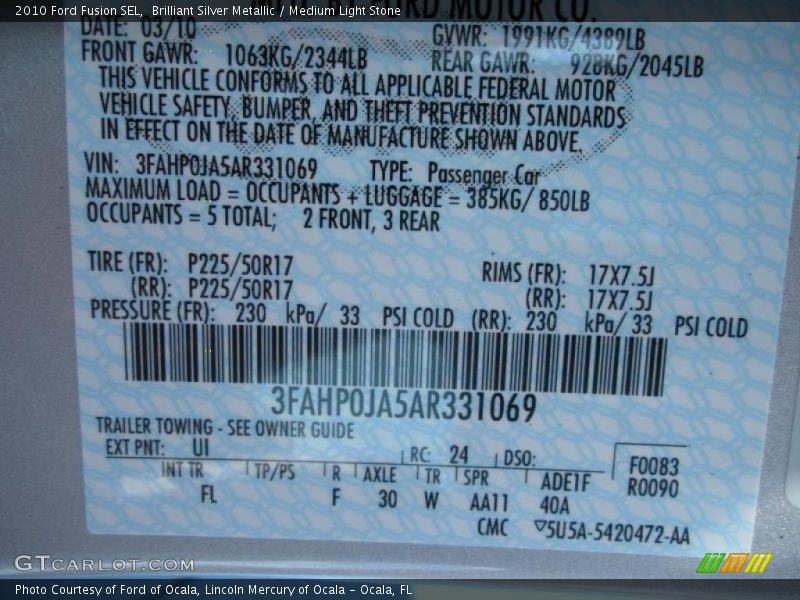 2010 Ford Fusion SEL, Brilliant Silver Metallic / Medium Light Stone
MOTOR CO.
DATE: 03/10 GVWR: 1991KG/4389LB
FRONT GAWR: 1063KG/2344LB REAR GAWR: 928KG/2045LB
THIS VEHICLE CONFORMS TO ALL APPLICABLE FEDERAL MOTOR
VEHICLE SAFETY, BUMPER, AND THEFT PREVENTION STANDARDS
IN EFFECT ON THE DATE OF MANUFACTURE SHOWN ABOVE.
VIN: 3FAHP0JA5AR331069 TYPE: Passenger Car
MAXIMUM LOAD = OCCUPANTS + LUGGAGE = 385KG/ 850LB
OCCUPANTS = 5 TOTAL; 2 FRONT, 3 REAR
TIRE (FR): P225/50R17 RIMS (FR): 17X7.5J
(RR): P225/50R17 (RR): 17X7.5J
PRESSURE (FR): 230 kPa/ 33 PSI COLD (RR): 230 kPa/ 33 PSI COLD
3FAHP0JA5AR331069
TRAILER TOWING - SEE OWNER GUIDE
EXT PNT: UI RC: 24 DSO: F0083
INT TR TP/PS R AXLE TR SPR ADETF R0090
FL F 30 W AA11 40A
CMC ▽5U5A-5420472-AA
GTCARLOT.COM
Photo Courtesy of Ford of Ocala, Lincoln Mercury of Ocala - Ocala, FL